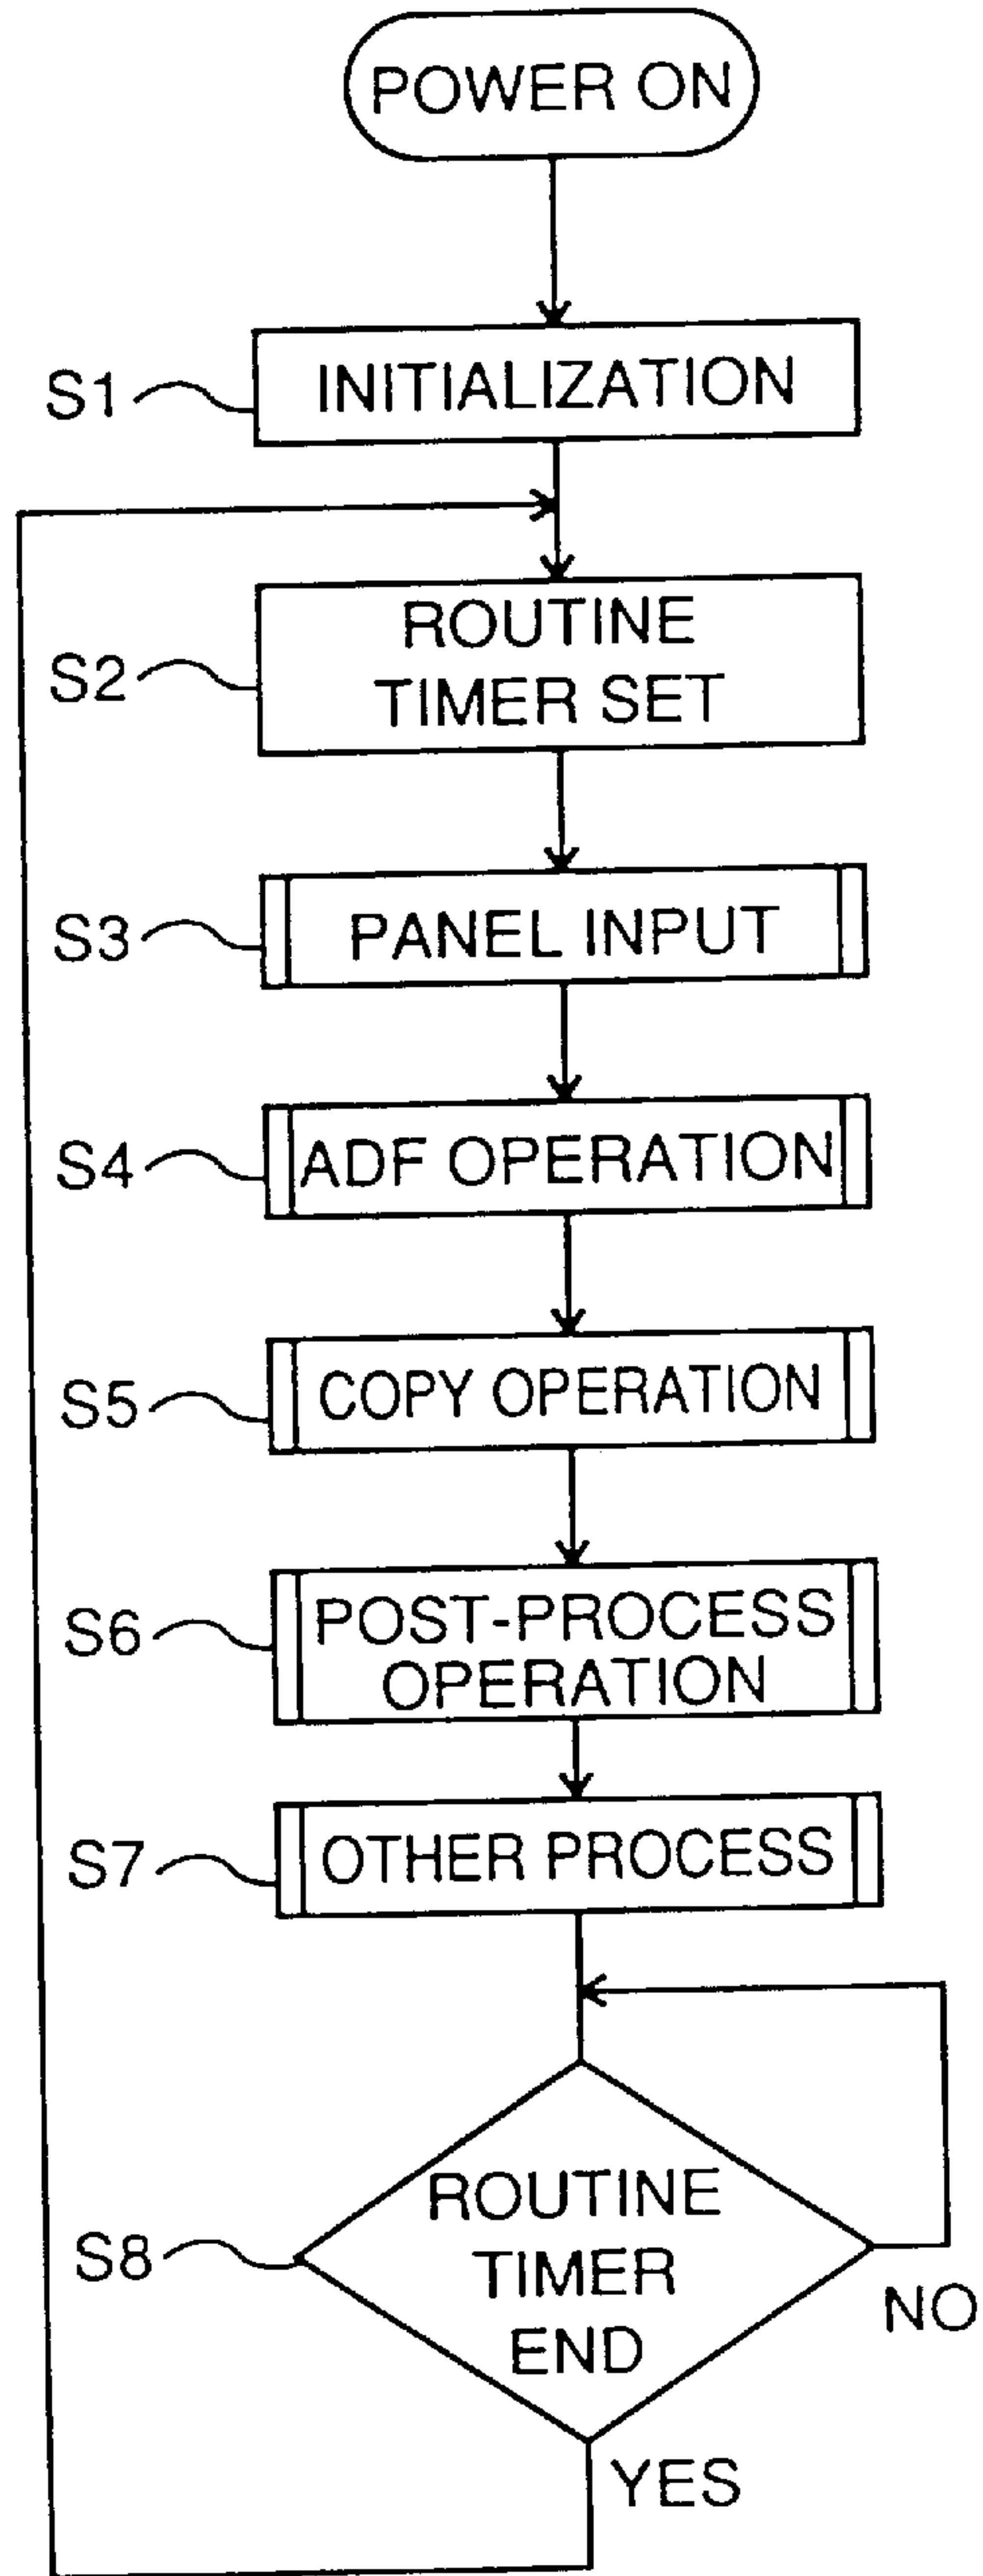 POWER ON
S1
INITIALIZATION
S2
ROUTINE
TIMER SET
S3
PANEL INPUT
S4
ADF OPERATION
S5
COPY OPERATION
S6
POST-PROCESS
OPERATION
S7
OTHER PROCESS
S8
ROUTINE
TIMER
END
NO
YES